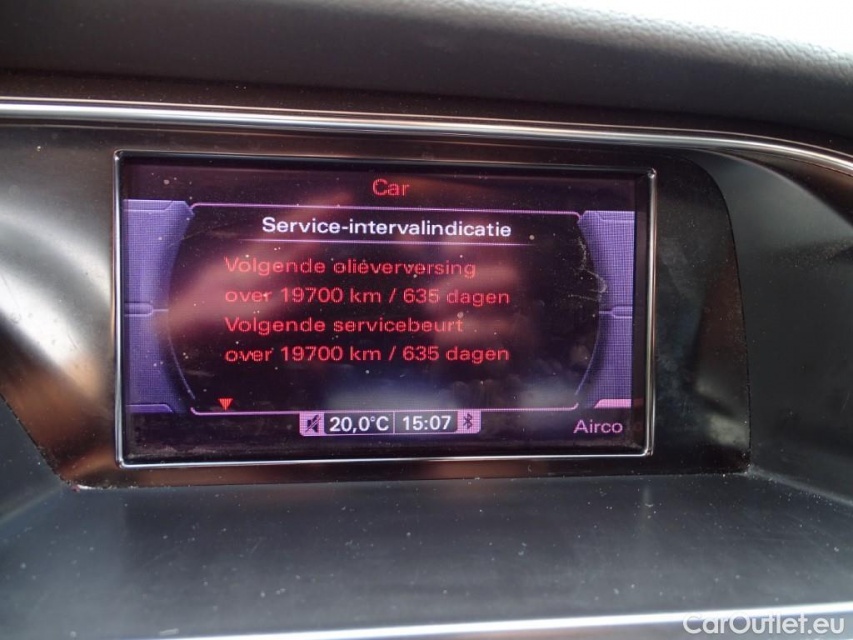 Car
Service-intervalindicatie
Volgende olieverversing
over 19700 km / 635 dagen
Volgende servicebeurt
over 19700 km / 635 dagen
20,0°C 15:07
Airco
CarOutlet.eu